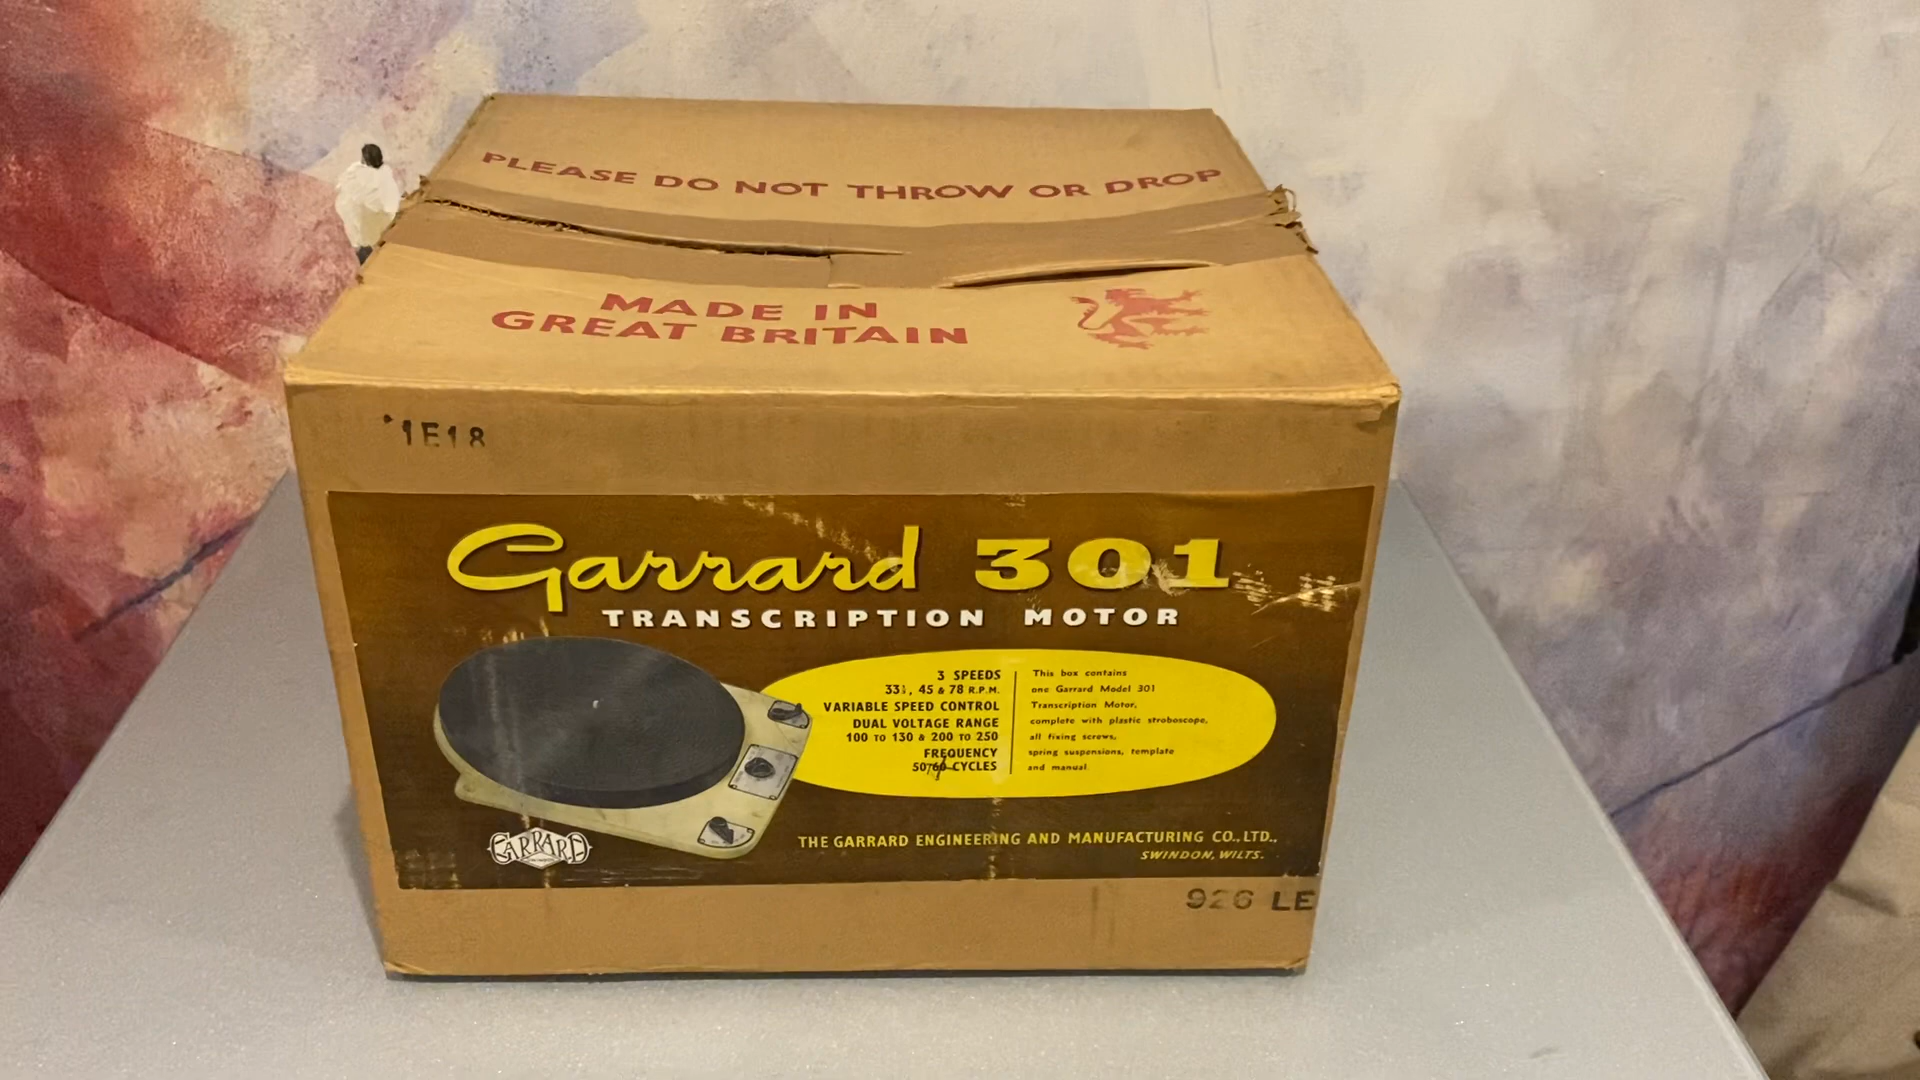 PLEASE DO NOT THROW OR DROP
MADE IN
GREAT BRITAIN
1E18
Garrard 301
TRANSCRIPTION MOTOR
3 SPEEDS
33⅓, 45 & 78 R.P.M.
VARIABLE SPEED CONTROL
DUAL VOLTAGE RANGE
100 TO 130 & 200 TO 250
FREQUENCY
50/60 CYCLES
This box contains
one Garrard Model 301
Transcription Motor,
complete with plastic stroboscope,
all fixing screws,
spring suspensions, template
and manual.
GARRARD
THE GARRARD ENGINEERING AND MANUFACTURING CO., LTD.,
SWINDON, WILTS.
926 LE